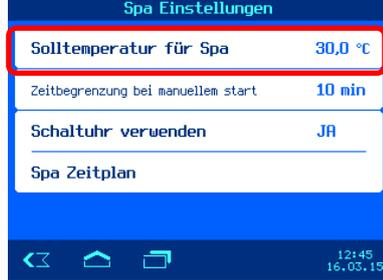 Spa Einstellungen
Solltemperatur für Spa 30,0 °C
Zeitbegrenzung bei manuellem start 10 min
Schaltuhr verwenden JA
Spa Zeitplan
12:45
16.03.15